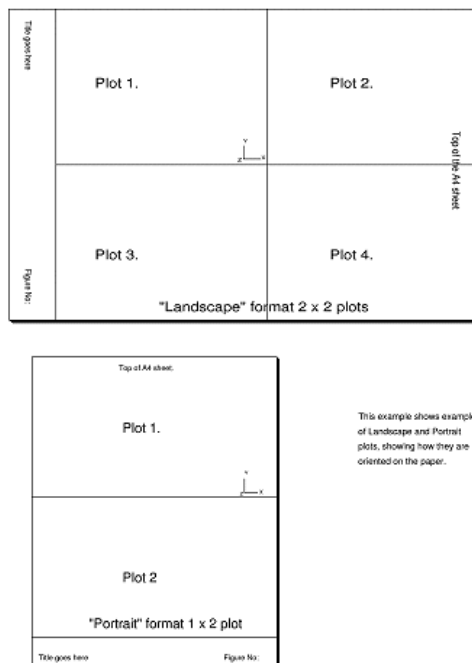 Title goes here
Plot 1.
Plot 2.
Y
Z X
Top of the A4 sheet
Plot 3.
Plot 4.
Figure No:
"Landscape" format 2 x 2 plots
Top of A4 sheet.
Plot 1.
Y
X
This example shows example
of Landscape and Portrait
plots, showing how they are
oriented on the paper.
Plot 2
"Portrait" format 1 x 2 plot
Title goes here
Figure No: